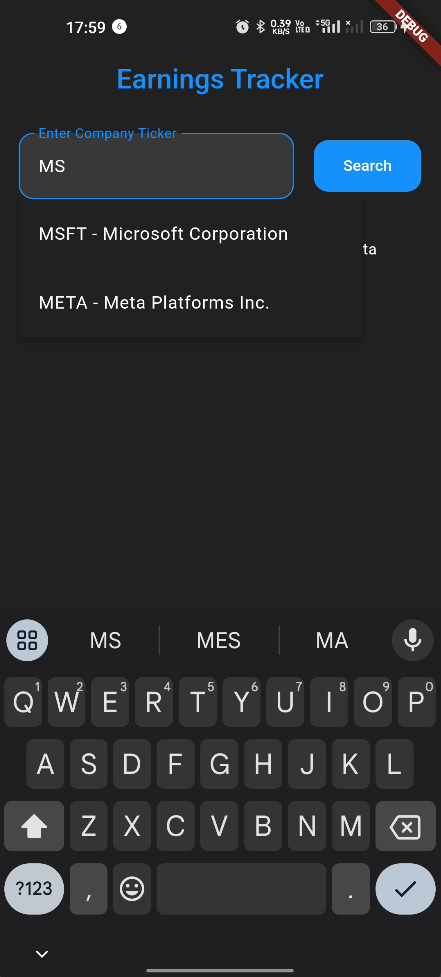 17:59 6 0.39 KB/S Vo LTE 5G 36
DEBUG
Earnings Tracker
Enter Company Ticker
MS
Search
MSFT - Microsoft Corporation
ta
META - Meta Platforms Inc.
MS MES MA
Q1 W2 E3 R4 T5 Y6 U7 I8 O9 P0
A S D F G H J K L
Z X C V B N M
?123 , .